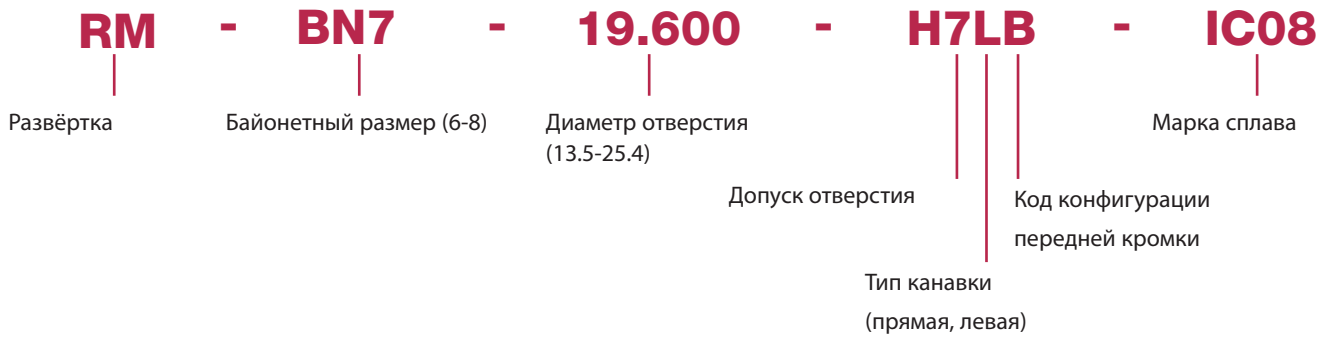 RM - BN7 - 19.600 - H7LB - IC08
Развёртка
Байонетный размер (6-8)
Диаметр отверстия
(13.5-25.4)
Марка сплава
Допуск отверстия
Код конфигурации
передней кромки
Тип канавки
(прямая, левая)